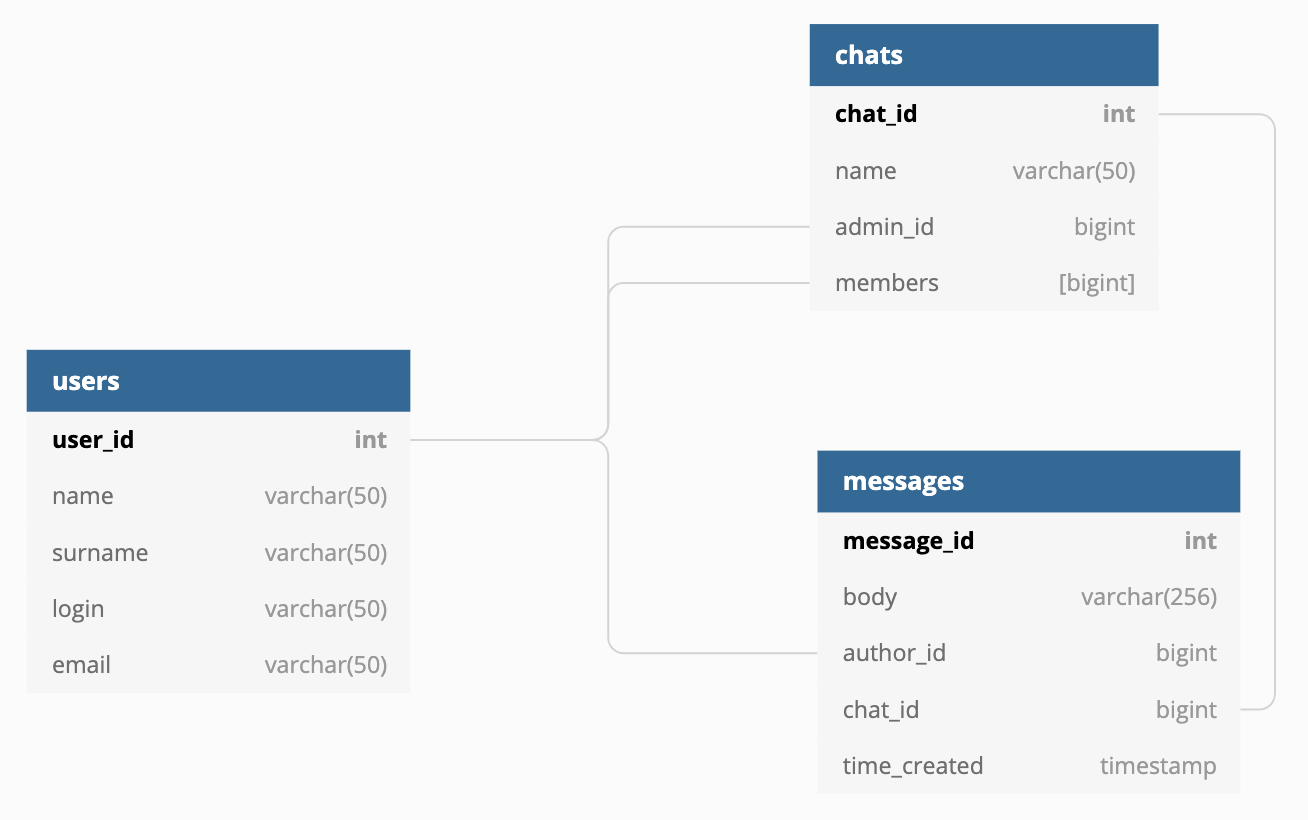 chats
chat_id int
name varchar(50)
admin_id bigint
members [bigint]
users
user_id int
name varchar(50)
surname varchar(50)
login varchar(50)
email varchar(50)
messages
message_id int
body varchar(256)
author_id bigint
chat_id bigint
time_created timestamp